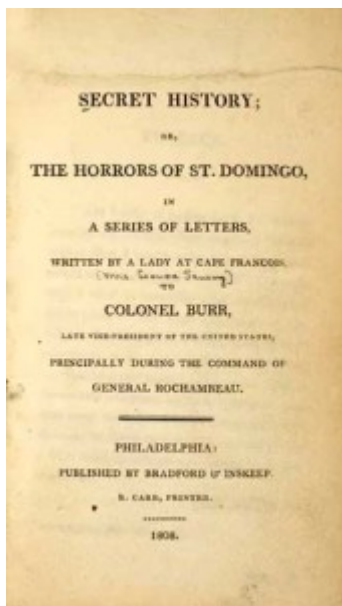 SECRET HISTORY;
OR,
THE HORRORS OF ST. DOMINGO,
IN
A SERIES OF LETTERS,
WRITTEN BY A LADY AT CAPE FRANCOIS.
TO
COLONEL BURR,
LATE VICE-PRESIDENT OF THE UNITED STATES,
PRINCIPALLY DURING THE COMMAND OF
GENERAL ROCHAMBEAU.
PHILADELPHIA:
PUBLISHED BY BRADFORD & INSKEEP.
R. CARR, PRINTER.
1808.